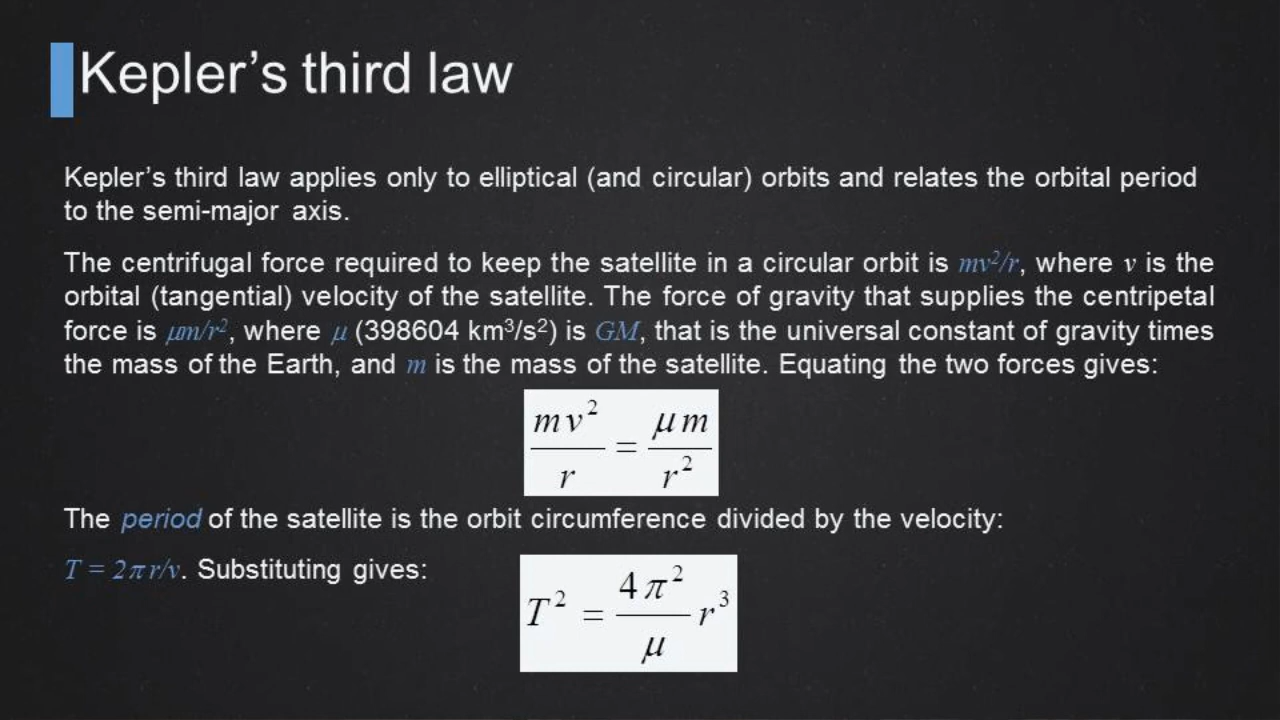 Kepler’s third law
Kepler’s third law applies only to elliptical (and circular) orbits and relates the orbital period
to the semi-major axis.
The centrifugal force required to keep the satellite in a circular orbit is mv²/r, where v is the
orbital (tangential) velocity of the satellite. The force of gravity that supplies the centripetal
force is μm/r², where μ (398604 km³/s²) is GM, that is the universal constant of gravity times
the mass of the Earth, and m is the mass of the satellite. Equating the two forces gives:
mv²/r = μm/r²
The period of the satellite is the orbit circumference divided by the velocity:
T = 2πr/v. Substituting gives:
T² = 4π²/μ r³